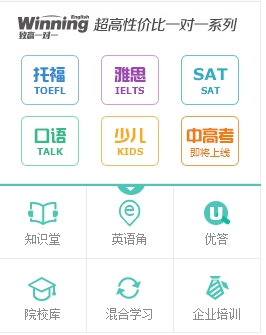 Winning English
致赢一对一
超高性价比一对一系列
托福 雅思 SAT
TOEFL IELTS SAT
口语 少儿 中高考
TALK KIDS 即将上线
知识堂 英语角 优答
院校库 混合学习 企业培训